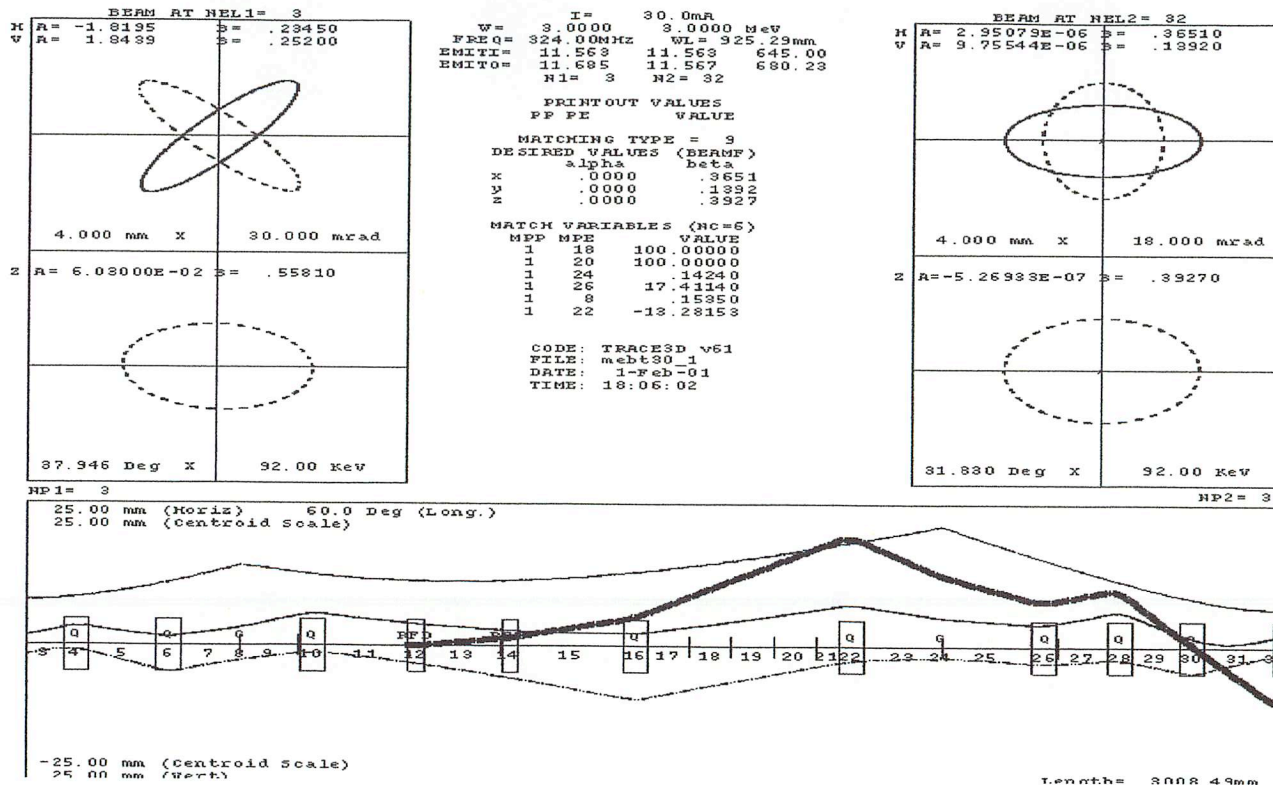 BEAM AT NEL1= 3
H A= -1.8195 B= .23450
V A= 1.8439 B= .25200
4.000 mm X 30.000 mrad
Z A= 6.03000E-02 B= .55810
37.946 Deg X 92.00 KeV
I= 30.0mA
W= 3.0000 3.0000 MeV
FREQ= 324.00MHz WL= 925.29mm
EMITI= 11.563 11.563 645.00
EMITO= 11.685 11.567 680.23
N1= 3 N2= 32
PRINTOUT VALUES
PP PE VALUE
MATCHING TYPE = 9
DESIRED VALUES (BEAMF)
alpha beta
x .0000 .3651
y .0000 .1392
z .0000 .3927
MATCH VARIABLES (NC=6)
MPP MPE VALUE
1 18 100.00000
1 20 100.00000
1 24 .14240
1 26 17.41140
1 8 .15350
1 22 -13.28153
CODE: TRACE3D v61
FILE: mebt30_1
DATE: 1-Feb-01
TIME: 18:06:02
BEAM AT NEL2= 32
H A= 2.95079E-06 B= .36510
V A= 9.75544E-06 B= .13920
4.000 mm X 18.000 mrad
Z A=-5.26933E-07 B= .39270
31.830 Deg X 92.00 KeV
NP1= 3
NP2= 3
25.00 mm (Horiz) 60.0 Deg (Long.)
25.00 mm (Centroid Scale)
Q Q G Q RFD Q Q G Q Q
3 4 5 6 7 8 9 10 11 12 13 14 15 16 17 18 19 20 21 22 23 24 25 26 27 28 29 30 31 3
-25.00 mm (Centroid Scale)
25.00 mm (Vert)
Length= 3008.49mm